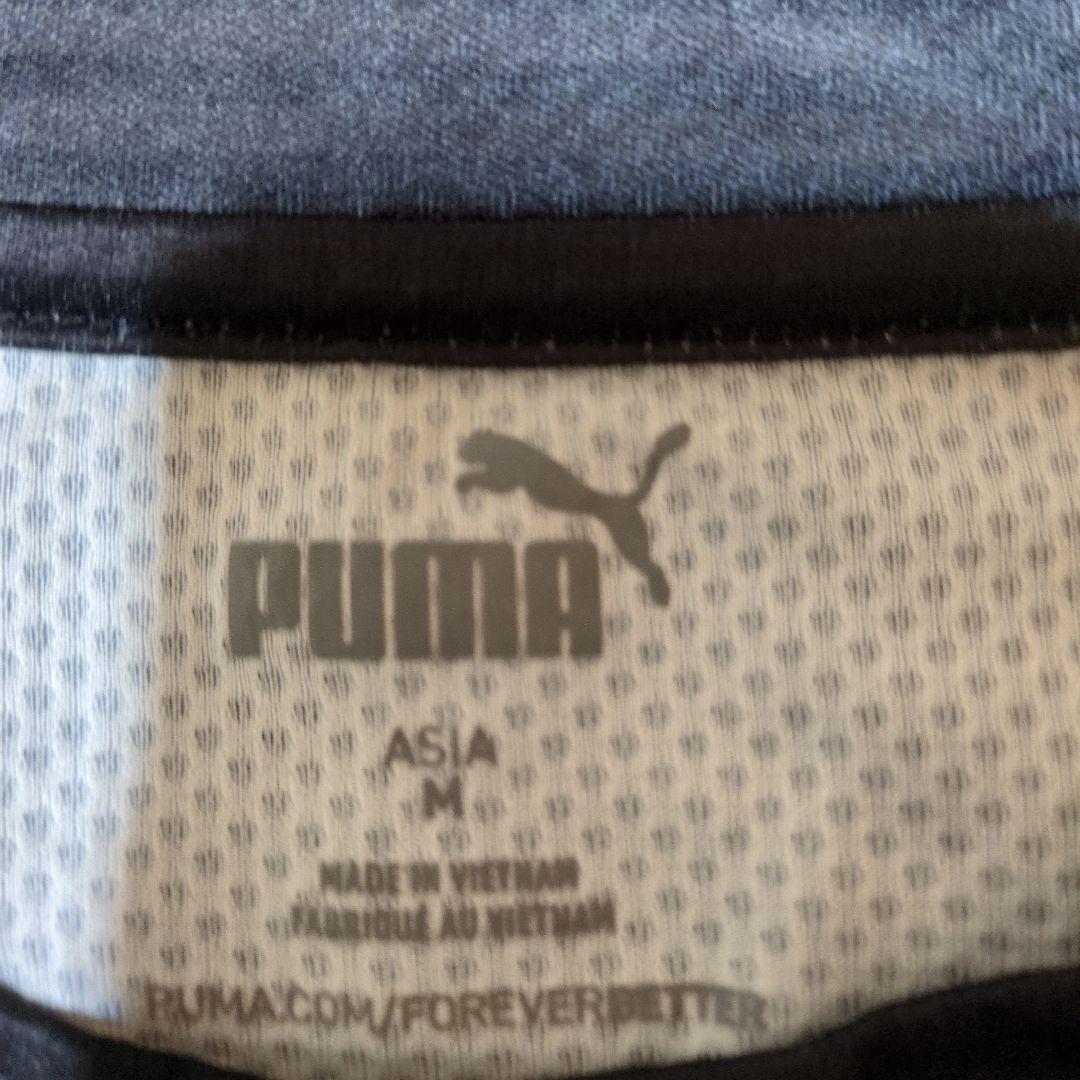 PUMA
ASIA
M
MADE IN VIETNAM
FABRIQUÉ AU VIETNAM
PUMA.COM/FOREVERBETTER